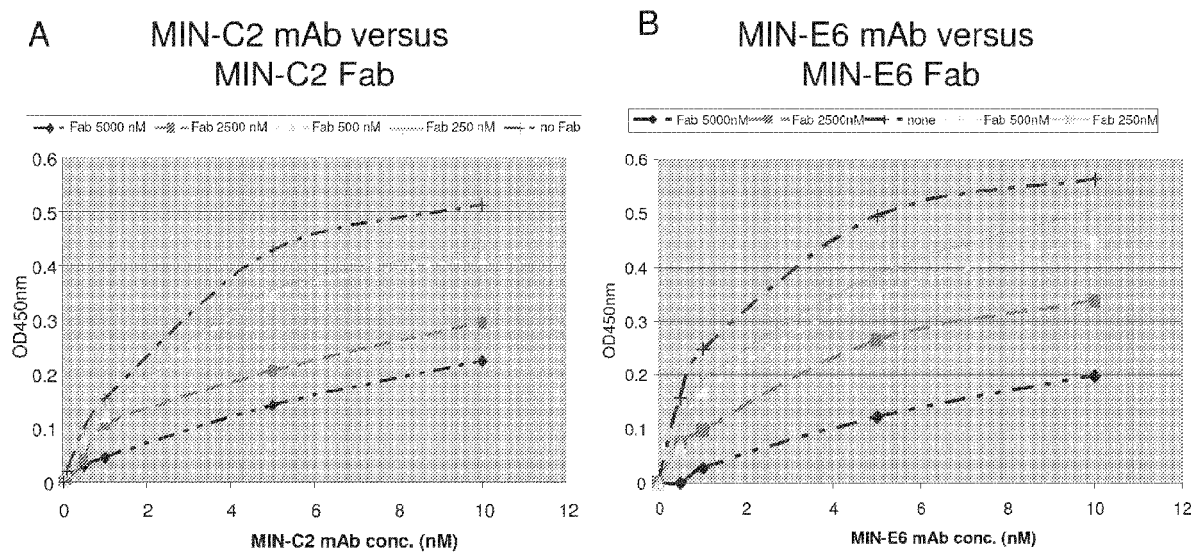 A
MIN-C2 mAb versus
MIN-C2 Fab
Fab 5000 nM
Fab 2500 nM
Fab 500 nM
Fab 250 nM
no Fab
0.6
0.5
0.4
0.3
0.2
0.1
0
OD450nm
0 2 4 6 8 10 12
MIN-C2 mAb conc. (nM)
B
MIN-E6 mAb versus
MIN-E6 Fab
Fab 5000nM
Fab 2500nM
none
Fab 500nM
Fab 250nM
0.6
0.5
0.4
0.3
0.2
0.1
0
OD450nm
0 2 4 6 8 10 12
MIN-E6 mAb conc. (nM)